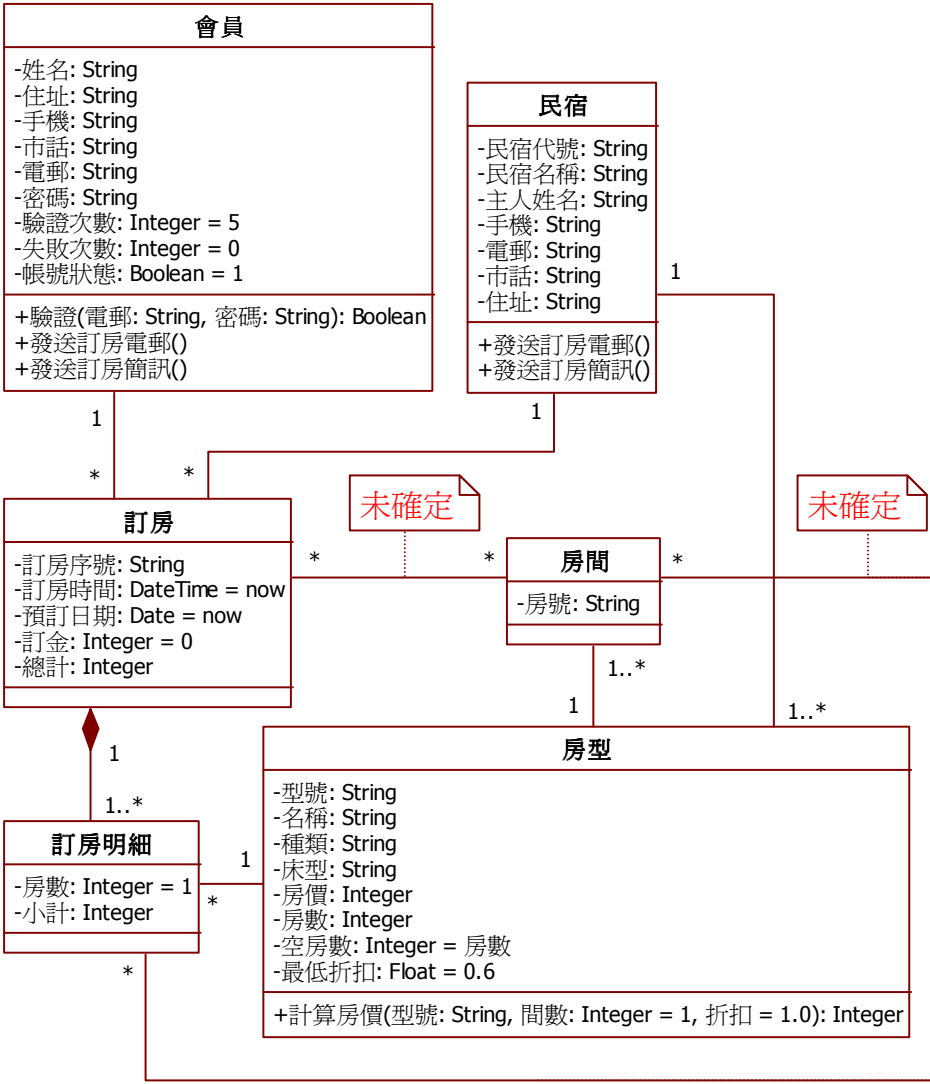 會員
-姓名: String
-住址: String
-手機: String
-市話: String
-電郵: String
-密碼: String
-驗證次數: Integer = 5
-失敗次數: Integer = 0
-帳號狀態: Boolean = 1
+驗證(電郵: String, 密碼: String): Boolean
+發送訂房電郵()
+發送訂房簡訊()
民宿
-民宿代號: String
-民宿名稱: String
-主人姓名: String
-手機: String
-電郵: String
-市話: String
-住址: String
+發送訂房電郵()
+發送訂房簡訊()
1
1
1
*
*
未確定
未確定
訂房
-訂房序號: String
-訂房時間: DateTime = now
-預訂日期: Date = now
-訂金: Integer = 0
-總計: Integer
*
*
房間
-房號: String
*
1..*
1
1..*
1
1..*
房型
-型號: String
-名稱: String
-種類: String
-床型: String
-房價: Integer
-房數: Integer
-空房數: Integer = 房數
-最低折扣: Float = 0.6
+計算房價(型號: String, 間數: Integer = 1, 折扣 = 1.0): Integer
訂房明細
-房數: Integer = 1
-小計: Integer
1
*
*